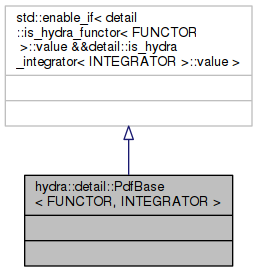 std::enable_if< detail
::is_hydra_functor< FUNCTOR
>::value &&detail::is_hydra
_integrator< INTEGRATOR >::value >
hydra::detail::PdfBase
< FUNCTOR, INTEGRATOR >